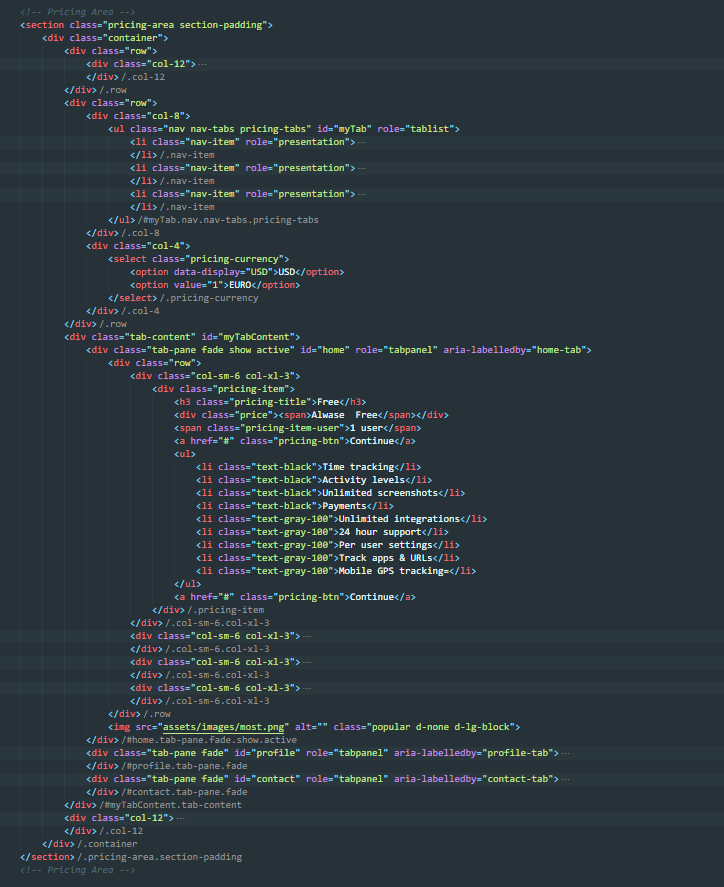 <!-- Pricing Area -->
<section class="pricing-area section-padding">
<div class="container">
<div class="row">
<div class="col-12"> ···
</div>/.col-12
</div>/.row
<div class="row">
<div class="col-8">
<ul class="nav nav-tabs pricing-tabs" id="myTab" role="tablist">
<li class="nav-item" role="presentation"> ···
</li>/.nav-item
<li class="nav-item" role="presentation"> ···
</li>/.nav-item
<li class="nav-item" role="presentation"> ···
</li>/.nav-item
</ul>/#myTab.nav.nav-tabs.pricing-tabs
</div>/.col-8
<div class="col-4">
<select class="pricing-currency">
<option data-display="USD">USD</option>
<option value="1">EURO</option>
</select>/.pricing-currency
</div>/.col-4
</div>/.row
<div class="tab-content" id="myTabContent">
<div class="tab-pane fade show active" id="home" role="tabpanel" aria-labelledby="home-tab">
<div class="row">
<div class="col-sm-6 col-xl-3">
<div class="pricing-item">
<h3 class="pricing-title">Free</h3>
<div class="price"><span>Alwase  Free</span></div>
<span class="pricing-item-user">1 user</span>
<a href="#" class="pricing-btn">Continue</a>
<ul>
<li class="text-black">Time tracking</li>
<li class="text-black">Activity levels</li>
<li class="text-black">Unlimited screenshots</li>
<li class="text-black">Payments</li>
<li class="text-gray-100">Unlimited integrations</li>
<li class="text-gray-100">24 hour support</li>
<li class="text-gray-100">Per user settings</li>
<li class="text-gray-100">Track apps & URLs</li>
<li class="text-gray-100">Mobile GPS tracking=</li>
</ul>
<a href="#" class="pricing-btn">Continue</a>
</div>/.pricing-item
</div>/.col-sm-6.col-xl-3
<div class="col-sm-6 col-xl-3"> ···
</div>/.col-sm-6.col-xl-3
<div class="col-sm-6 col-xl-3"> ···
</div>/.col-sm-6.col-xl-3
<div class="col-sm-6 col-xl-3"> ···
</div>/.col-sm-6.col-xl-3
</div>/.row
<img src="assets/images/most.png" alt="" class="popular d-none d-lg-block">
</div>/#home.tab-pane.fade.show.active
<div class="tab-pane fade" id="profile" role="tabpanel" aria-labelledby="profile-tab"> ···
</div>/#profile.tab-pane.fade
<div class="tab-pane fade" id="contact" role="tabpanel" aria-labelledby="contact-tab"> ···
</div>/#contact.tab-pane.fade
</div>/#myTabContent.tab-content
<div class="col-12"> ···
</div>/.col-12
</div>/.container
</section>/.pricing-area.section-padding
<!-- Pricing Area -->